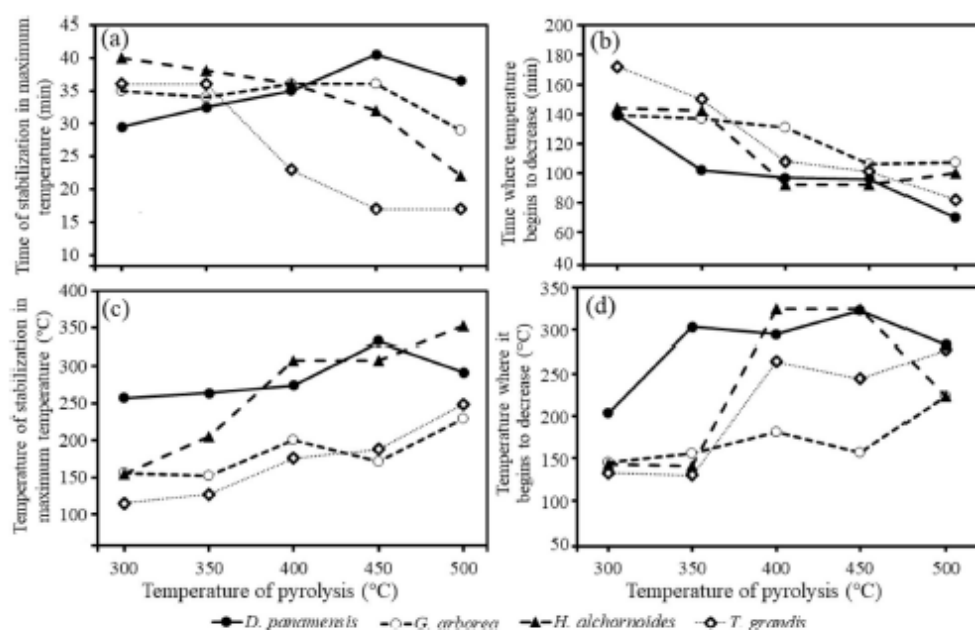 (a)
Time of stabilization in maximum
temperature (min)
45
40
35
30
25
20
15
10
(b)
Time where temperature
begins to decrease (min)
200
180
160
140
120
100
80
60
40
(c)
Temperature of stabilization in
maximum temperature (°C)
400
350
300
250
200
150
100
300 350 400 450 500
Temperature of pyrolysis (°C)
(d)
Temperature where it
begins to decrease (°C)
350
300
250
200
150
100
50
300 350 400 450 500
Temperature of pyrolysis (°C)
D. panamensis G. arborea H. alchornoides T. grandis